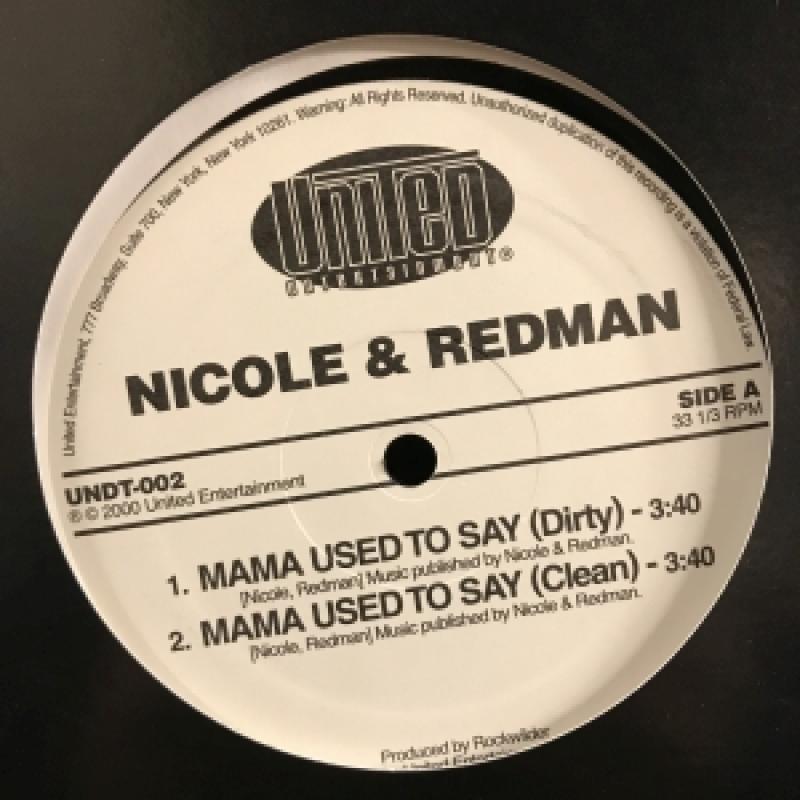 United Entertainment, 777 Broadway, Suite 700, New York, New York 10281. Warning: All Rights Reserved. Unauthorized duplication of this recording is a violation of Federal Law.
UNITED
ENTERTAINMENT®
NICOLE & REDMAN
SIDE A
33 1/3 RPM
UNDT-002
℗ © 2000 United Entertainment
1. MAMA USED TO SAY (Dirty) - 3:40
[Nicole, Redman] Music published by Nicole & Redman.
2. MAMA USED TO SAY (Clean) - 3:40
[Nicole, Redman] Music published by Nicole & Redman.
Produced by Rockwilder
United